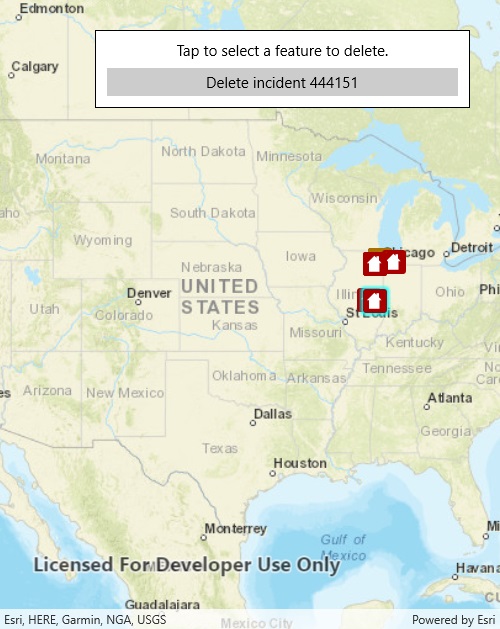 Edmonton
Tap to select a feature to delete.
Calgary
Delete incident 444151
North Dakota
Minnesota
Montana
Wisconsin
South Dakota
Wyoming
Chicago
Detroit
Iowa
Nebraska
UNITED
STATES
Denver
Ohio
Utah
Colorado
St Louis
Kansas
Missouri
Kentucky
Tennessee
Oklahoma
Arkansas
Arizona
New Mexico
Atlanta
Dallas
Georgia
Texas
Houston
Monterrey
Gulf of
Mexico
Licensed For Developer Use Only
Havana
Guadalajara
Esri, HERE, Garmin, NGA, USGS
Mexico City
Powered by Esri